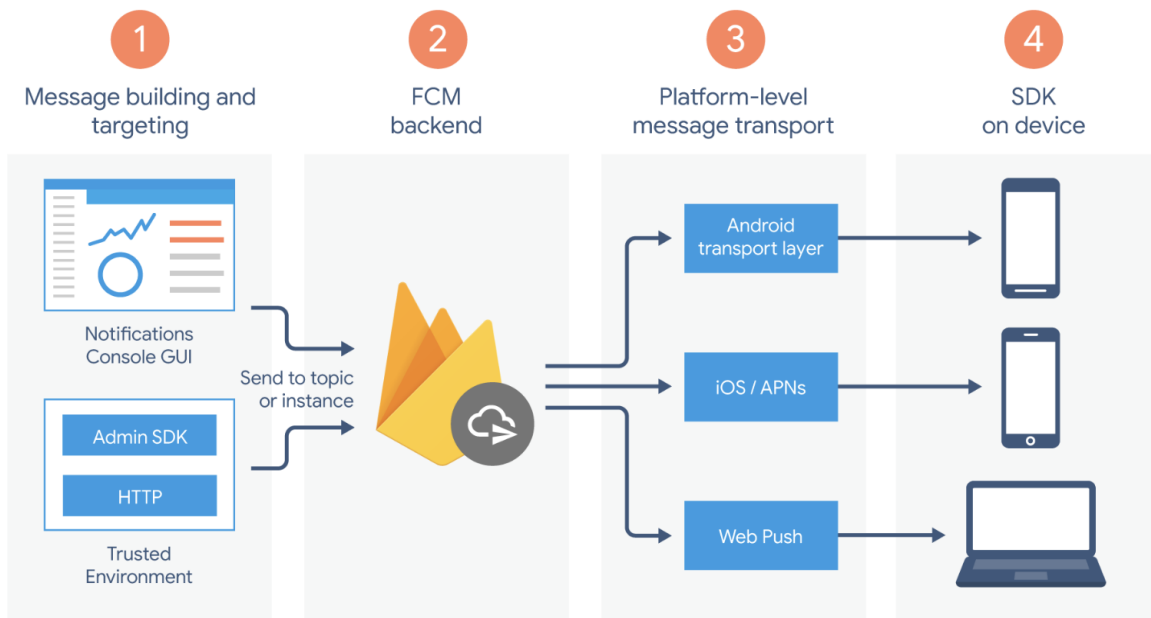 1
Message building and
targeting
2
FCM
backend
3
Platform-level
message transport
4
SDK
on device
Notifications
Console GUI
Send to topic
or instance
Admin SDK
HTTP
Trusted
Environment
Android
transport layer
iOS / APNs
Web Push